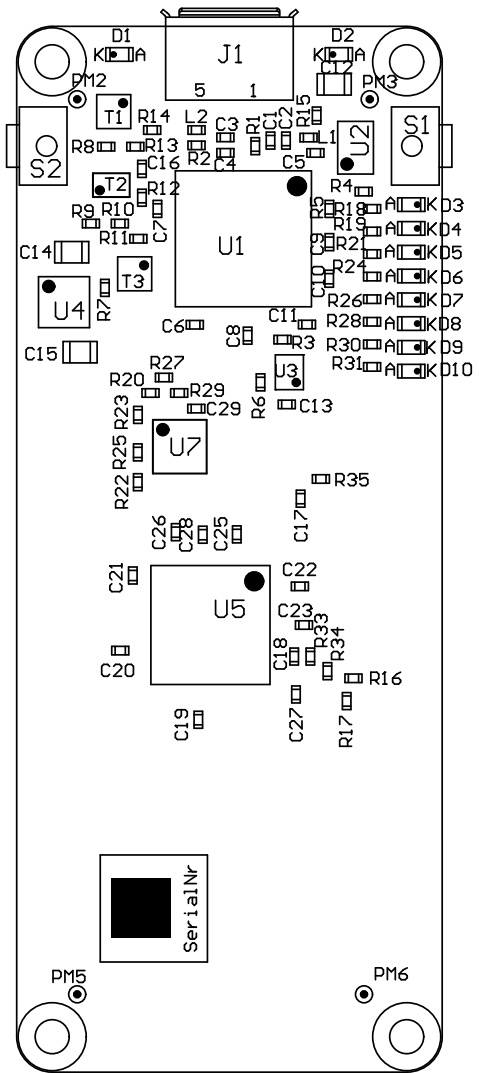 D1
D2
K A
K A
J1
C12
PM2
PM3
5 1
T1
R14
L2
C3
R1
C1
C2
R15
L1
U2
S1
R8
R13
R2
C4
C5
S2
C16
T2
R12
R4
R9
R10
C7
U1
R5
R18
A K D3
R11
R19
A K D4
C14
C9
R21
A K D5
T3
C10
R24
A K D6
U4
R7
R26
A K D7
C6
C8
C11
R28
A K D8
C15
R3
R30
A K D9
R27
U3
R31
A K D10
R20
R29
R6
C13
R23
C29
U7
R25
R22
R35
C17
C26
C28
C25
C21
C22
U5
C23
R33
C18
R34
C20
R16
C19
C27
R17
SerialNr
PM5
PM6